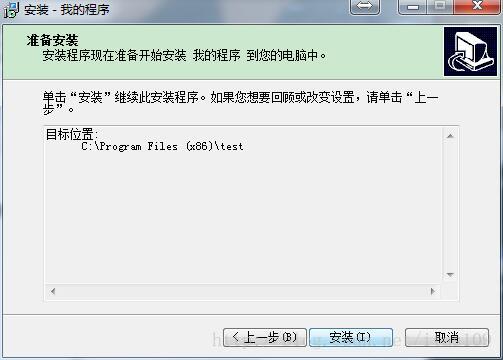 安装 - 我的程序
准备安装
安装程序现在准备开始安装 我的程序 到您的电脑中。
单击“安装”继续此安装程序。如果您想要回顾或改变设置，请单击“上一
步”。
目标位置:
C:\Program Files (x86)\test
< 上一步(B)
安装(I)
取消